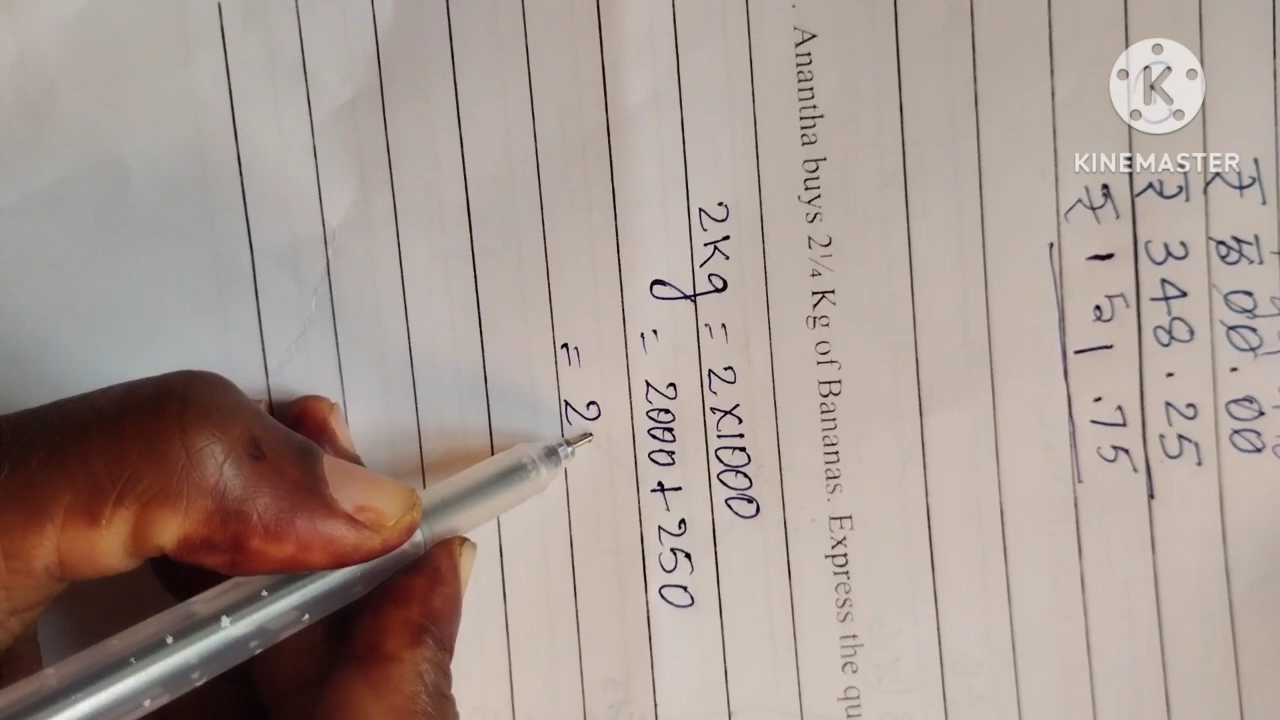 KINEMASTER
₹ 500.00
₹ 348.25
₹ 151.75
. Anantha buys 2¼ Kg of Bananas. Express the qu
2kg = 2×1000
= 2000 + 250
= 2